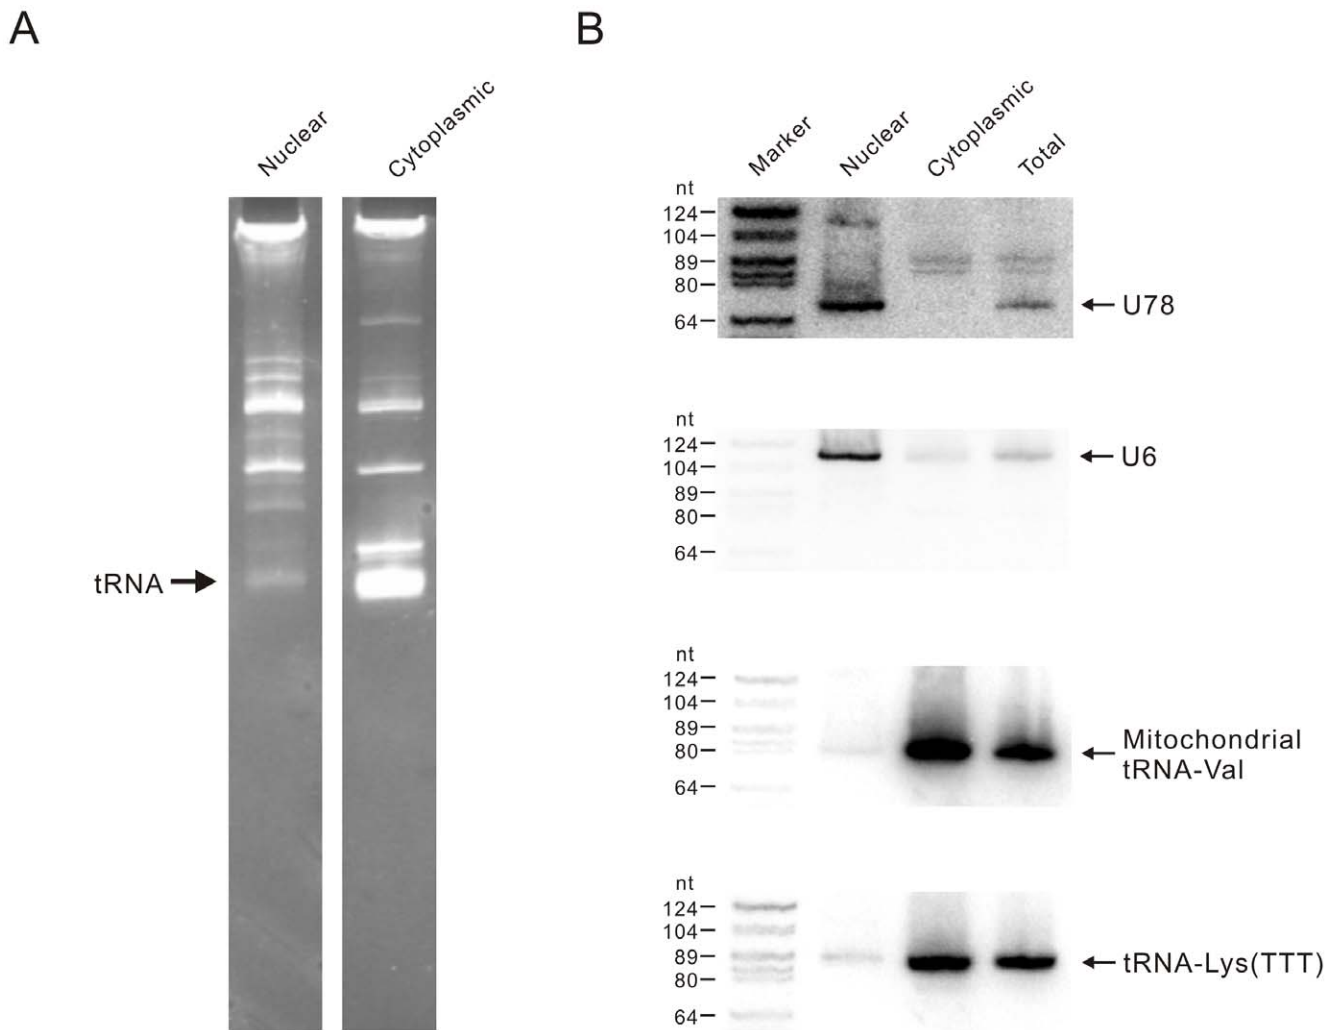 A
B
Nuclear
Cytoplasmic
tRNA
Marker
Nuclear
Cytoplasmic
Total
nt
124
104
89
80
64
U78
nt
124
104
89
80
64
U6
nt
124
104
89
80
64
Mitochondrial
tRNA-Val
nt
124
104
89
80
64
tRNA-Lys(TTT)